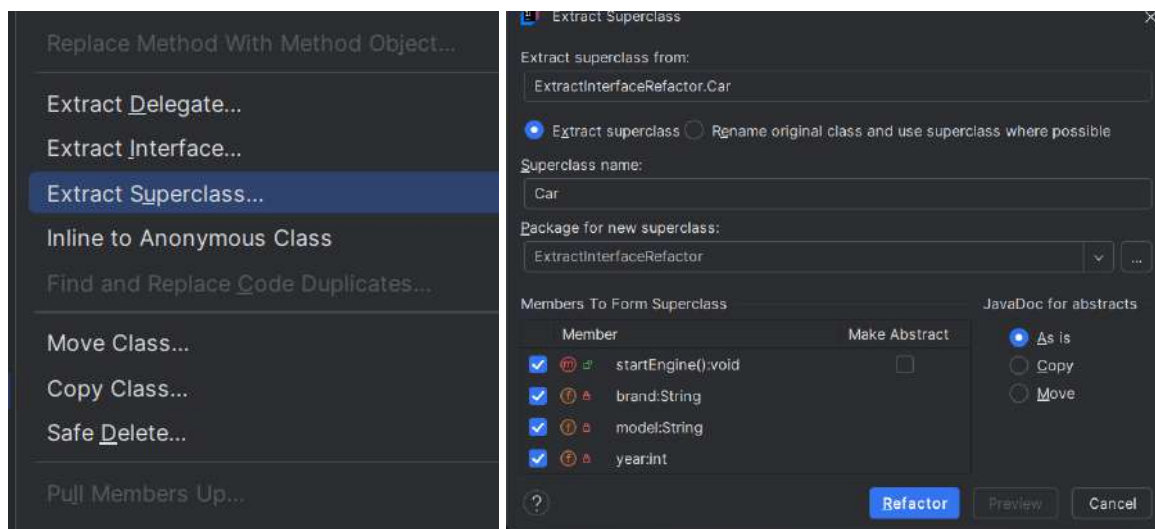 Replace Method With Method Object...
Extract Delegate...
Extract Interface...
Extract Superclass...
Inline to Anonymous Class
Find and Replace Code Duplicates...
Move Class...
Copy Class...
Safe Delete...
Pull Members Up...
Extract Superclass
Extract superclass from:
ExtractInterfaceRefactor.Car
Extract superclass Rename original class and use superclass where possible
Superclass name:
Car
Package for new superclass:
ExtractInterfaceRefactor
...
Members To Form Superclass JavaDoc for abstracts
Member Make Abstract As is
startEngine():void Copy
brand:String Move
model:String
year:int
? Refactor Preview Cancel